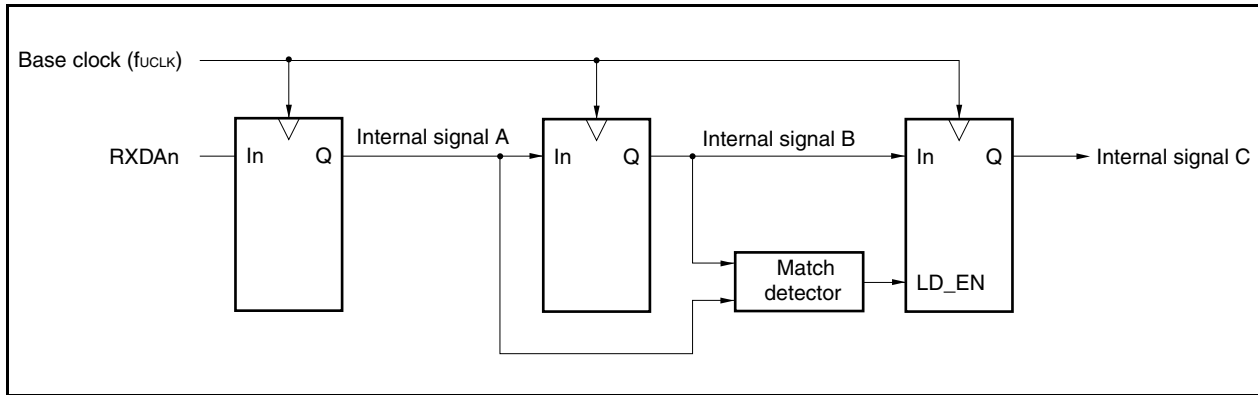 Base clock (fUCLK)
RXDAn
In
Q
Internal signal A
In
Q
Internal signal B
In
Q
LD_EN
Internal signal C
Match
detector